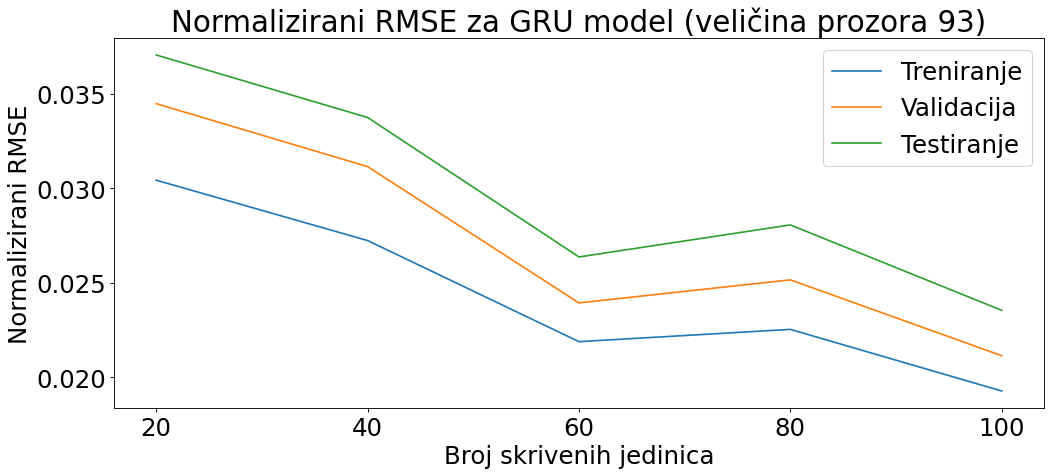 Normalizirani RMSE za GRU model (veličina prozora 93)
Treniranje
Validacija
Testiranje
Normalizirani RMSE
0.035
0.030
0.025
0.020
20 40 60 80 100
Broj skrivenih jedinica